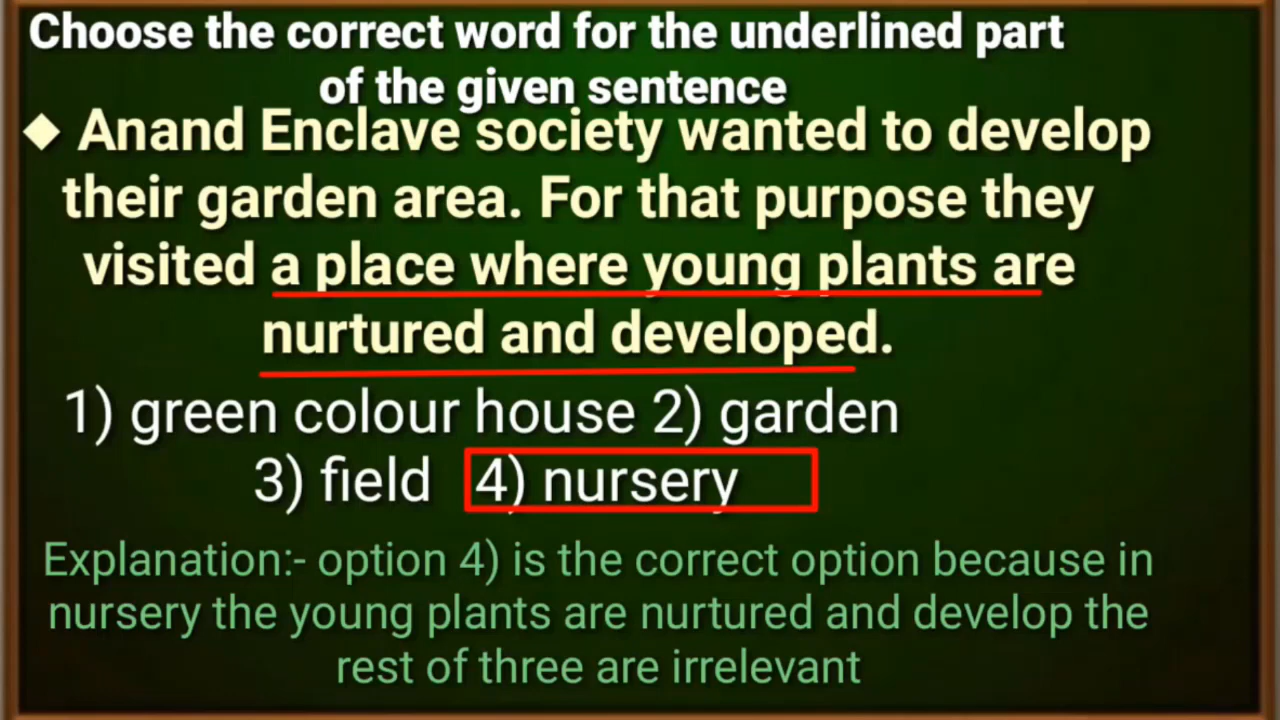 Choose the correct word for the underlined part
of the given sentence
◆ Anand Enclave society wanted to develop
their garden area. For that purpose they
visited a place where young plants are
nurtured and developed.
1) green colour house 2) garden
3) field 4) nursery
Explanation:- option 4) is the correct option because in
nursery the young plants are nurtured and develop the
rest of three are irrelevant